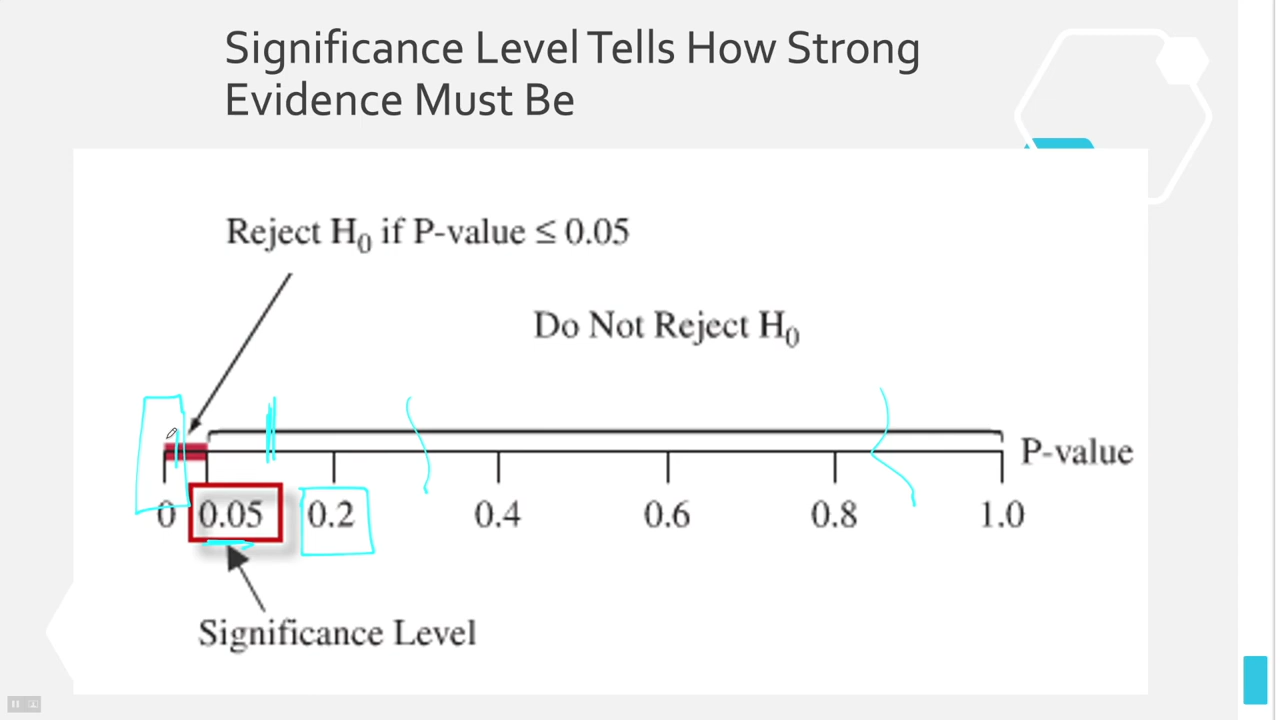 Significance Level Tells How Strong
Evidence Must Be
Reject H₀ if P-value ≤ 0.05
Do Not Reject H₀
P-value
0 0.05 0.2 0.4 0.6 0.8 1.0
Significance Level